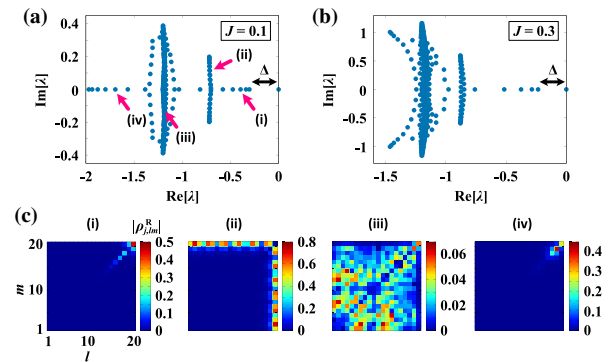 (a)
J = 0.1
(ii)
Δ
(iv)
(iii)
(i)
Im[λ]
0.4
0.2
0
-0.2
-0.4
-2
-1.5
-1
-0.5
0
Re[λ]
(b)
J = 0.3
Δ
Im[λ]
1
0.5
0
-0.5
-1
-1.5
-1
-0.5
0
Re[λ]
(c)
(i)
|ρ^R_{j,lm}|
(ii)
(iii)
(iv)
m
20
10
1
1
10
20
l
0.5
0.4
0.3
0.2
0.1
0
0.8
0.6
0.4
0.2
0
0.06
0.04
0.02
0
0.4
0.3
0.2
0.1
0